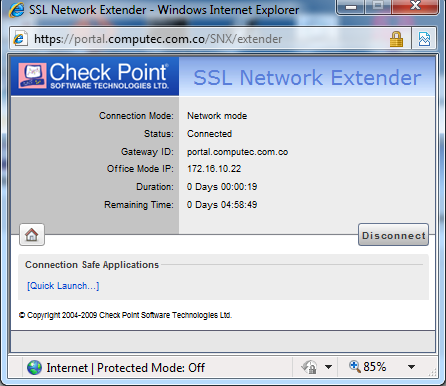 SSL Network Extender - Windows Internet Explorer
https://portal.computec.com.co/SNX/extender
Check Point
SOFTWARE TECHNOLOGIES LTD.
SSL Network Extender
Connection Mode: Network mode
Status: Connected
Gateway ID: portal.computec.com.co
Office Mode IP: 172.16.10.22
Duration: 0 Days 00:00:19
Remaining Time: 0 Days 04:58:49
Disconnect
Connection Safe Applications
[Quick Launch...]
© Copyright 2004-2009 Check Point Software Technologies Ltd.
Internet | Protected Mode: Off
85%